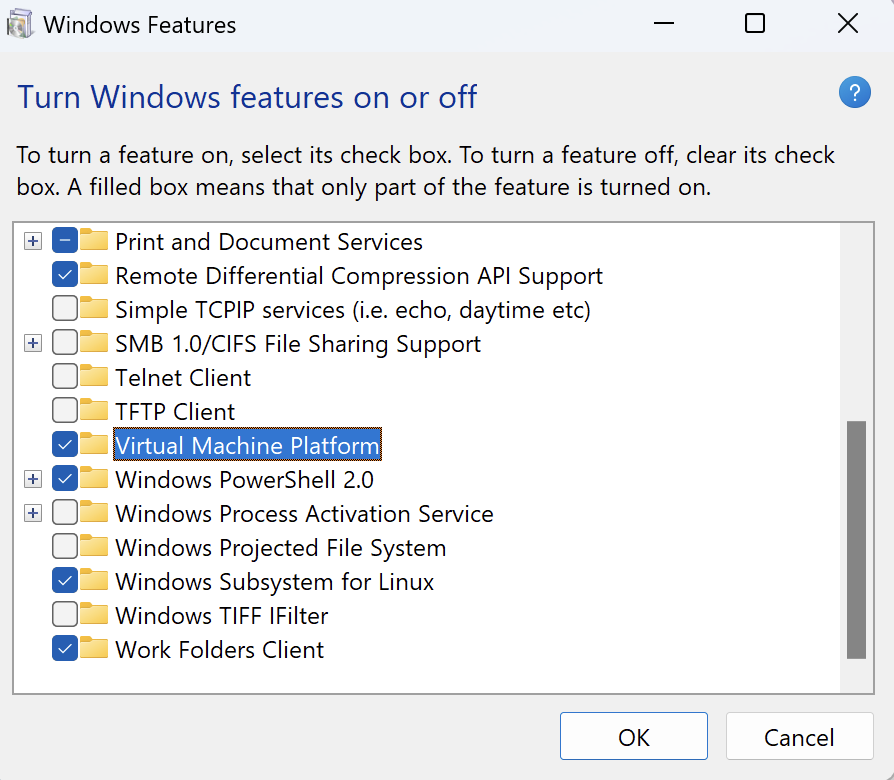 Windows Features
Turn Windows features on or off
?
To turn a feature on, select its check box. To turn a feature off, clear its check
box. A filled box means that only part of the feature is turned on.
Print and Document Services
Remote Differential Compression API Support
Simple TCPIP services (i.e. echo, daytime etc)
SMB 1.0/CIFS File Sharing Support
Telnet Client
TFTP Client
Virtual Machine Platform
Windows PowerShell 2.0
Windows Process Activation Service
Windows Projected File System
Windows Subsystem for Linux
Windows TIFF IFilter
Work Folders Client
OK
Cancel